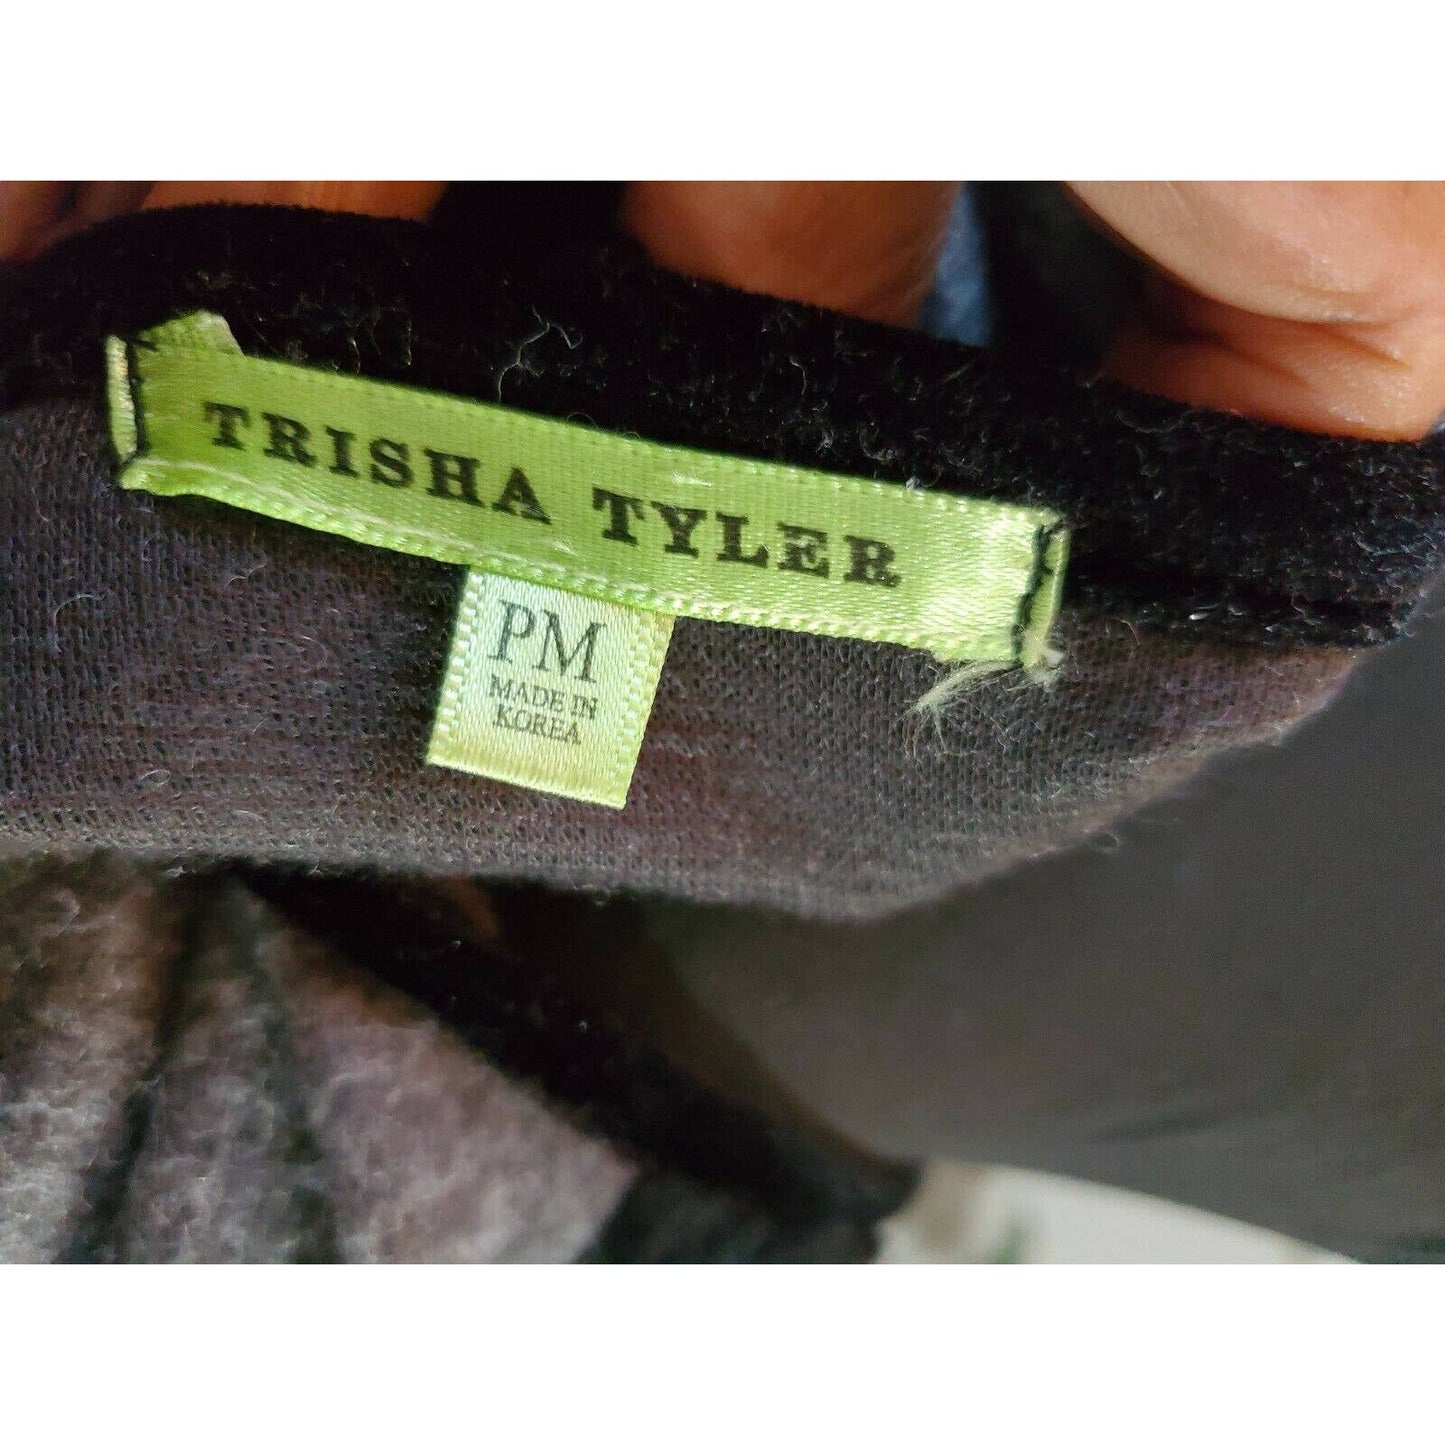 TRISHA TYLER
PM
MADE IN
KOREA